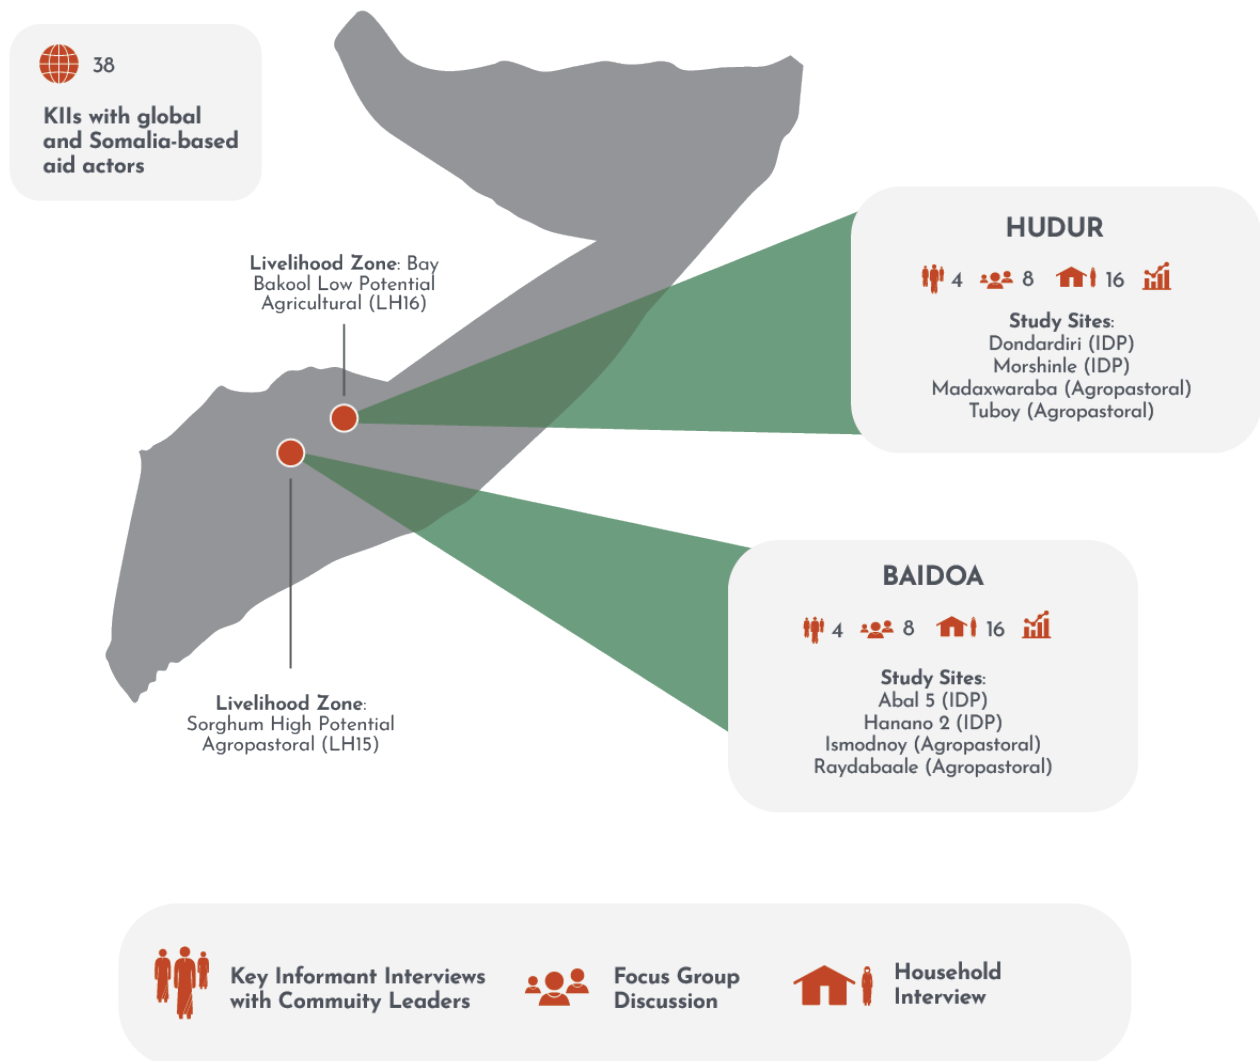 38
KIIs with global
and Somalia-based
aid actors
Livelihood Zone: Bay
Bakool Low Potential
Agricultural (LH16)
HUDUR
4 8 16
Study Sites:
Dondardiri (IDP)
Morshinle (IDP)
Madaxwaraba (Agropastoral)
Tuboy (Agropastoral)
BAIDOA
4 8 16
Study Sites:
Abal 5 (IDP)
Hanano 2 (IDP)
Ismodnoy (Agropastoral)
Raydabaale (Agropastoral)
Livelihood Zone:
Sorghum High Potential
Agropastoral (LH15)
Key Informant Interviews
with Commuity Leaders
Focus Group
Discussion
Household
Interview